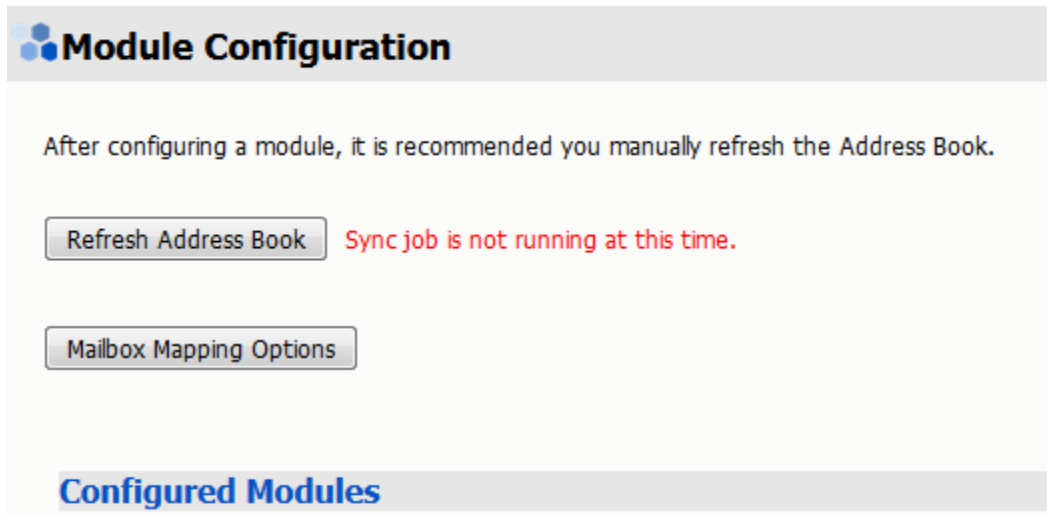 Module Configuration
After configuring a module, it is recommended you manually refresh the Address Book.
Refresh Address Book Sync job is not running at this time.
Mailbox Mapping Options
Configured Modules